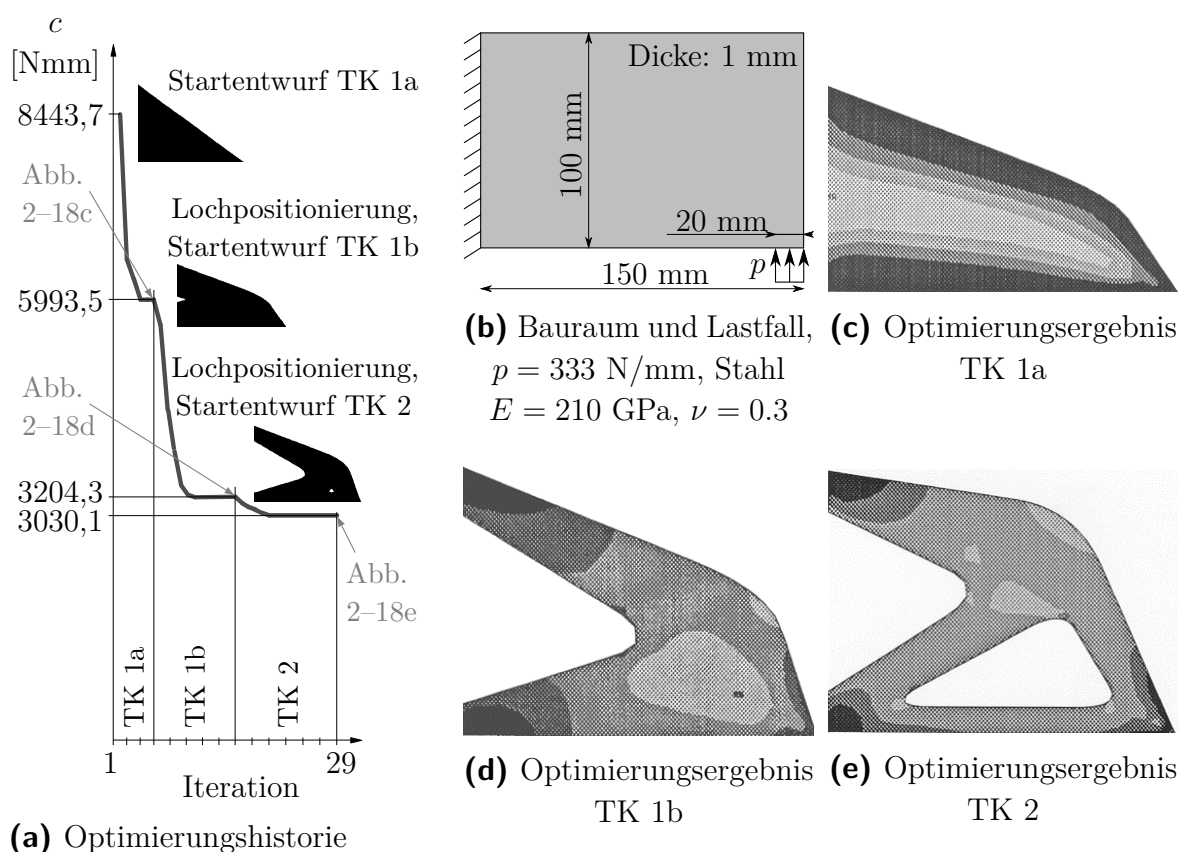 c
[Nmm]
8443,7
Startentwurf TK 1a
Abb.
2–18c
Lochpositionierung,
Startentwurf TK 1b
5993,5
Lochpositionierung,
Startentwurf TK 2
Abb.
2–18d
3204,3
3030,1
Abb.
2–18e
TK 1a
TK 1b
TK 2
1
29
Iteration
(a) Optimierungshistorie
Dicke: 1 mm
100 mm
20 mm
p
150 mm
(b) Bauraum und Lastfall,
p = 333 N/mm, Stahl
E = 210 GPa, ν = 0.3
(c) Optimierungsergebnis
TK 1a
(d) Optimierungsergebnis
TK 1b
(e) Optimierungsergebnis
TK 2